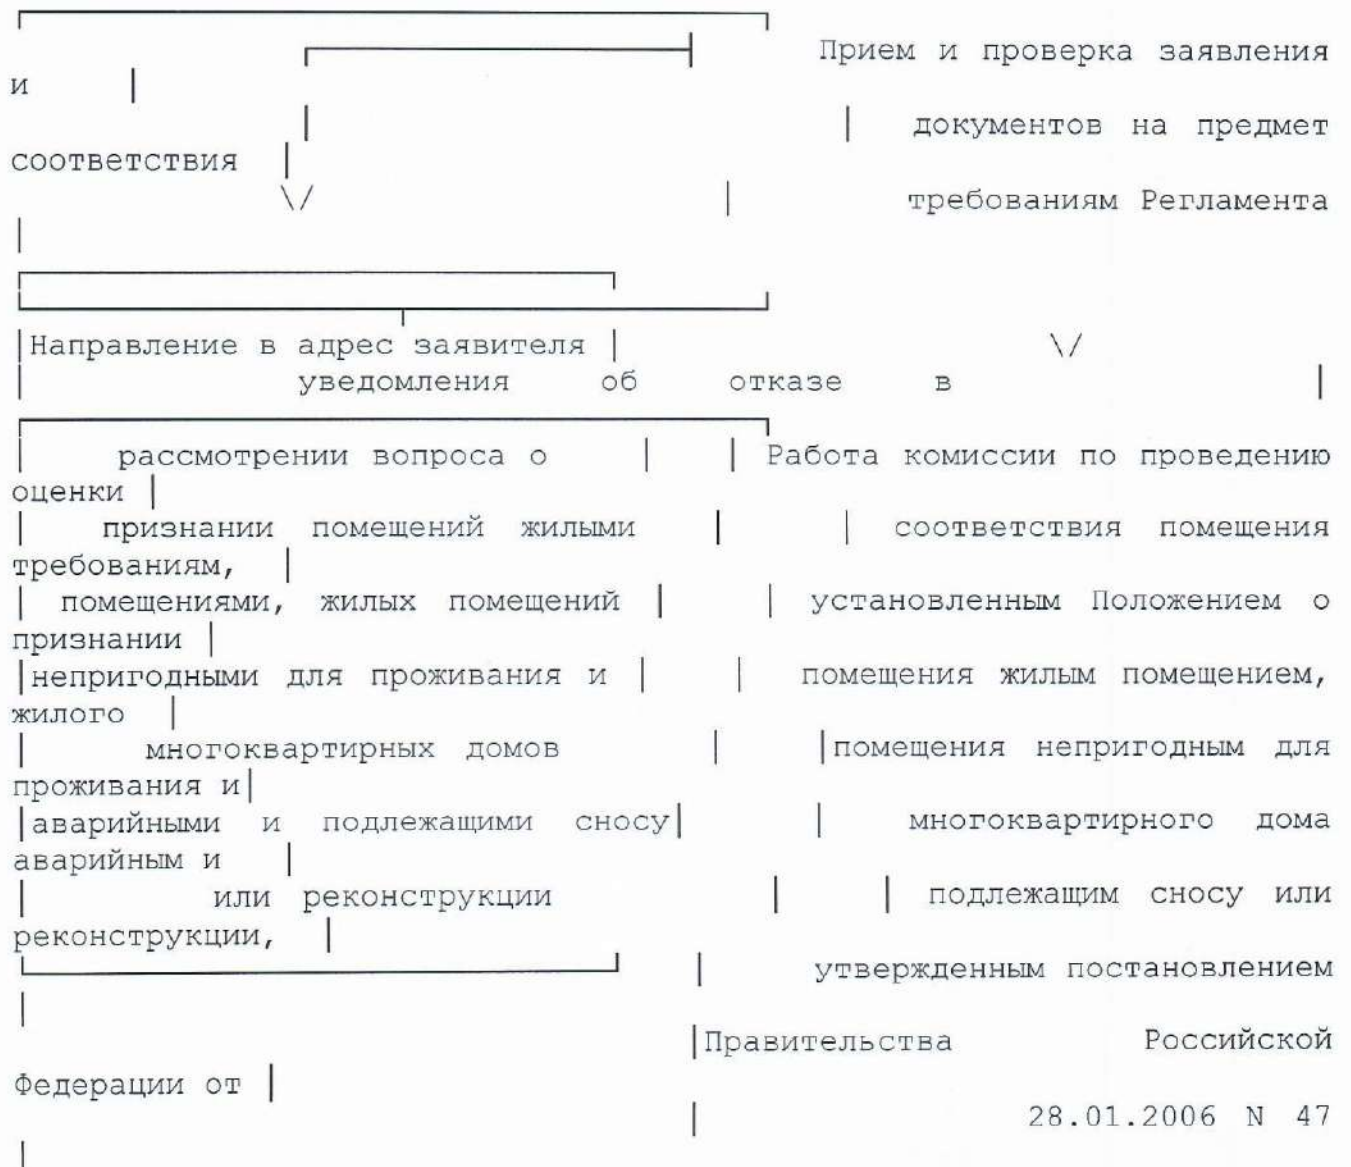 Прием и проверка заявления
и |
| | документов на предмет
соответствия |
\/ | требованиям Регламента
|
|Направление в адрес заявителя | \/
| уведомления об отказе в |
| рассмотрении вопроса о | | Работа комиссии по проведению
оценки |
| признании помещений жилыми | | соответствия помещения
требованиям, |
| помещениями, жилых помещений | | установленным Положением о
признании |
|непригодными для проживания и | | помещения жилым помещением,
жилого |
| многоквартирных домов | |помещения непригодным для
проживания и|
|аварийными и подлежащими сносу| | многоквартирного дома
аварийным и |
| или реконструкции | | подлежащим сносу или
реконструкции, |
| утвержденным постановлением
|
|Правительства Российской
Федерации от |
| 28.01.2006 N 47
|